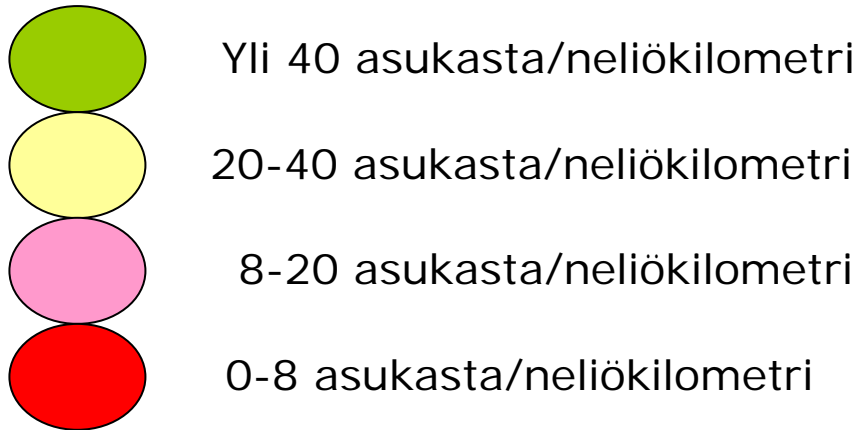 Yli 40 asukasta/neliökilometri
20-40 asukasta/neliökilometri
8-20 asukasta/neliökilometri
0-8 asukasta/neliökilometri